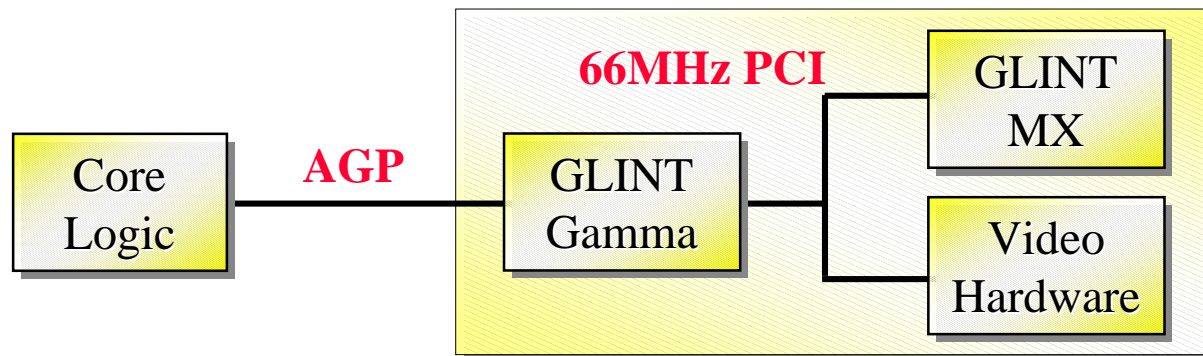 66MHz PCI
GLINT
MX
Core
Logic
AGP
GLINT
Gamma
Video
Hardware